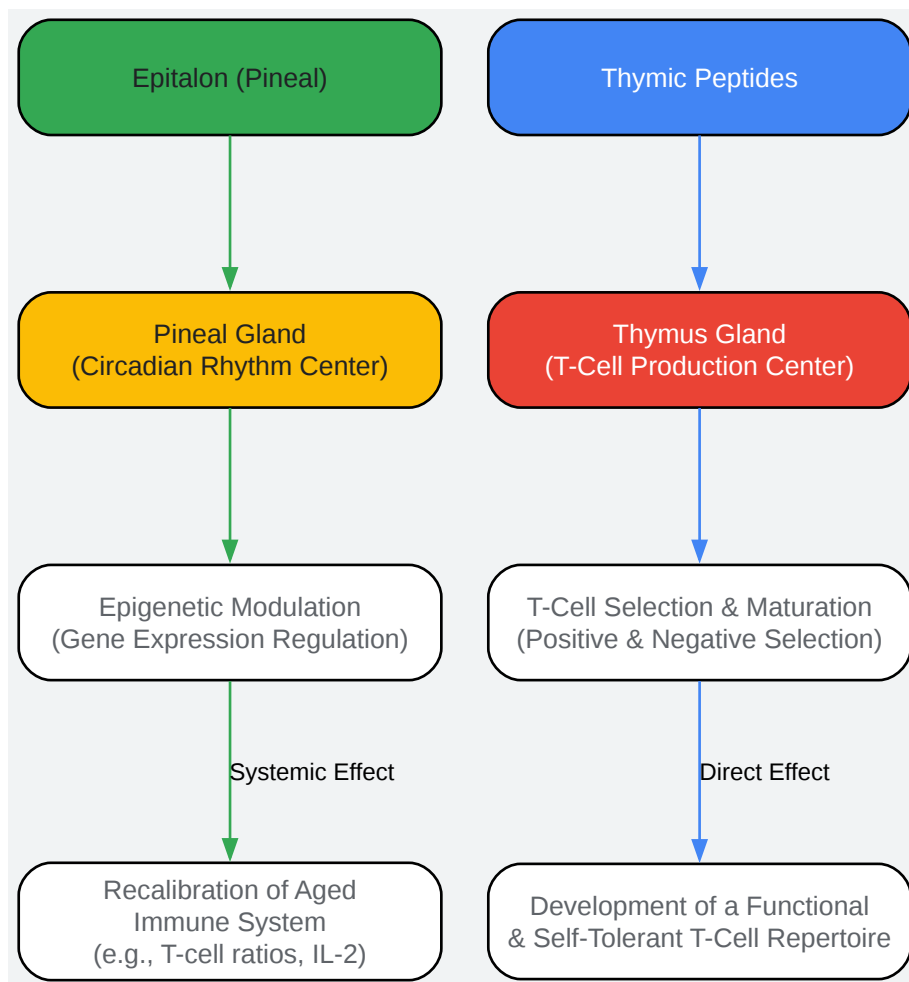 Epitalon (Pineal)
Thymic Peptides
Pineal Gland
(Circadian Rhythm Center)
Thymus Gland
(T-Cell Production Center)
Epigenetic Modulation
(Gene Expression Regulation)
T-Cell Selection & Maturation
(Positive & Negative Selection)
Systemic Effect
Direct Effect
Recalibration of Aged
Immune System
(e.g., T-cell ratios, IL-2)
Development of a Functional
& Self-Tolerant T-Cell Repertoire